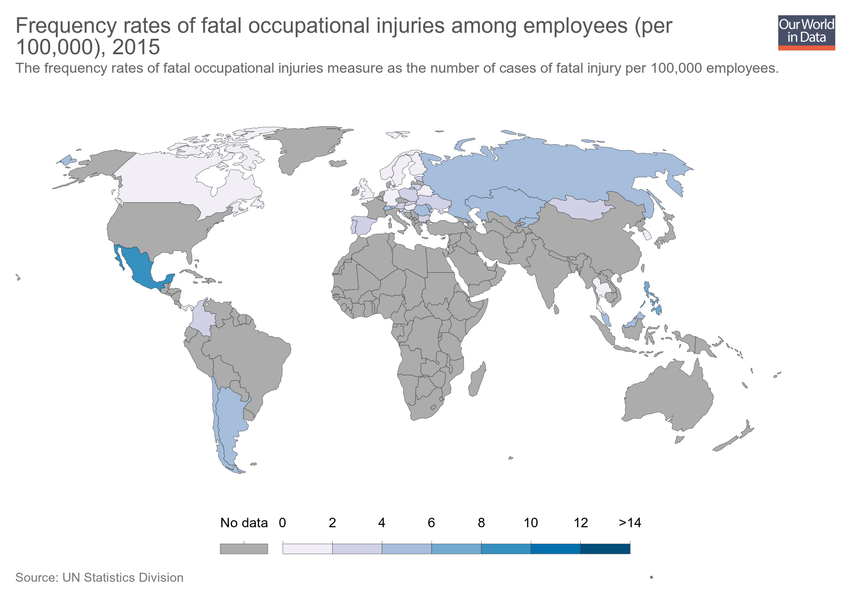 Frequency rates of fatal occupational injuries among employees (per
100,000), 2015
Our World
in Data
The frequency rates of fatal occupational injuries measure as the number of cases of fatal injury per 100,000 employees.
No data 0 2 4 6 8 10 12 >14
Source: UN Statistics Division